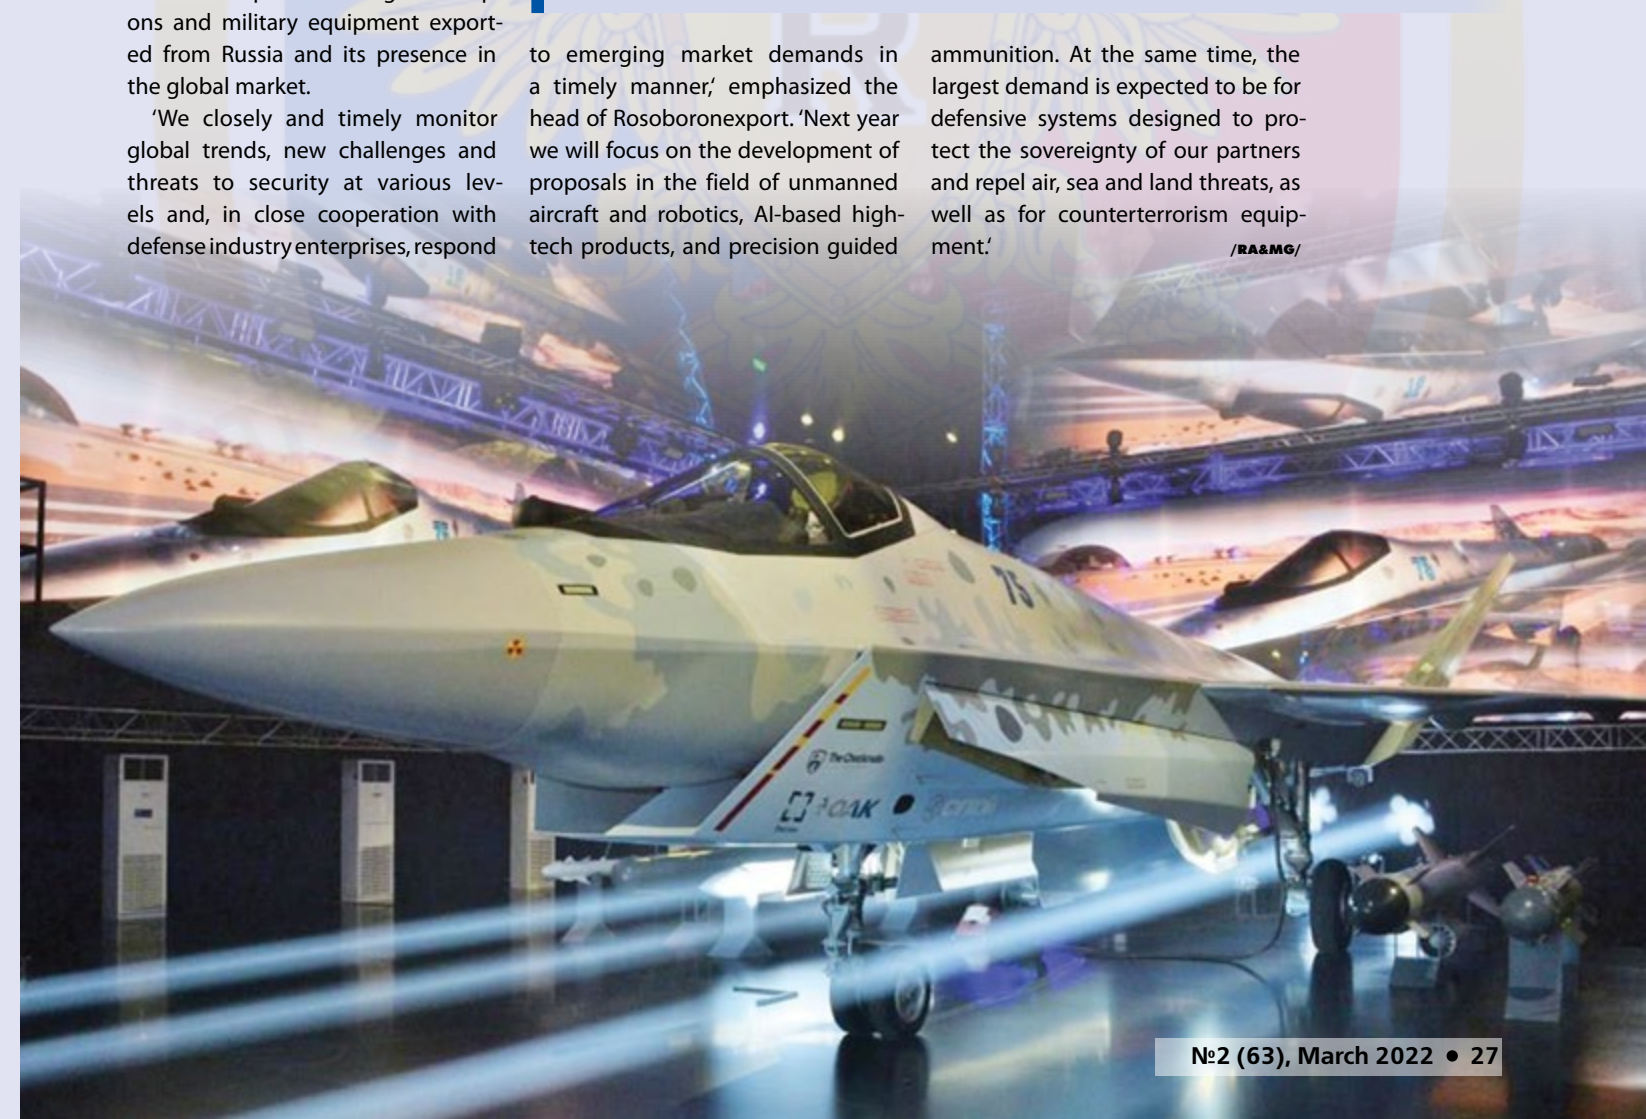 ons and military equipment export-
ed from Russia and its presence in
the global market.
‘We closely and timely monitor
global trends, new challenges and
threats to security at various lev-
els and, in close cooperation with
defense industry enterprises, respond
to emerging market demands in
a timely manner,‘ emphasized the
head of Rosoboronexport. ‘Next year
we will focus on the development of
proposals in the field of unmanned
aircraft and robotics, AI-based high-
tech products, and precision guided
ammunition. At the same time, the
largest demand is expected to be for
defensive systems designed to pro-
tect the sovereignty of our partners
and repel air, sea and land threats, as
well as for counterterrorism equip-
ment.‘
/RA&MG/
75
75
75
The Checkmate
ОАК
№2 (63), March 2022 • 27